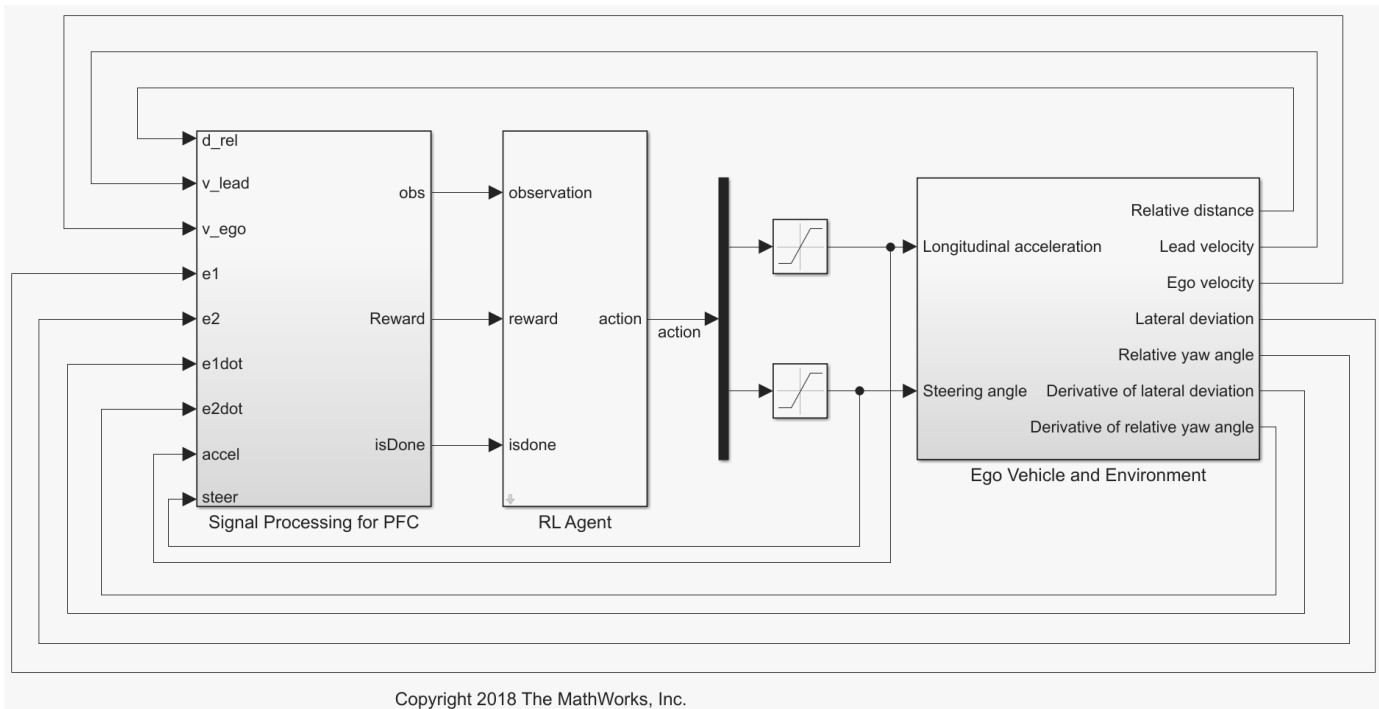 d_rel
v_lead
v_ego
e1
e2
e1dot
e2dot
accel
steer
obs
Reward
isDone
Signal Processing for PFC
observation
reward
isdone
action
RL Agent
action
Longitudinal acceleration
Steering angle
Relative distance
Lead velocity
Ego velocity
Lateral deviation
Relative yaw angle
Derivative of lateral deviation
Derivative of relative yaw angle
Ego Vehicle and Environment
Copyright 2018 The MathWorks, Inc.